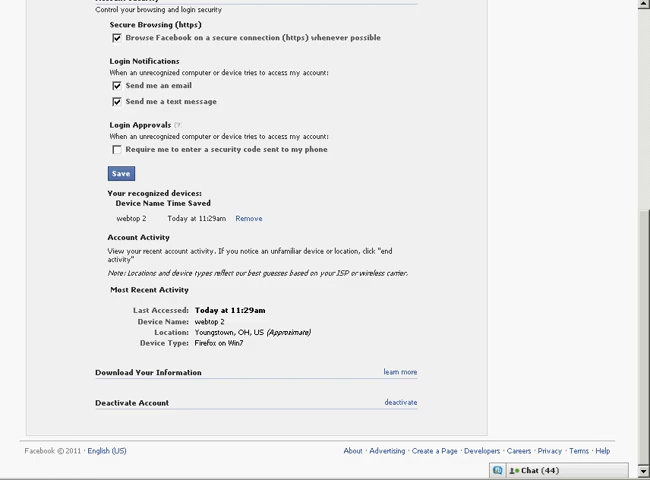 Account Security
Control your browsing and login security
Secure Browsing (https)
Browse Facebook on a secure connection (https) whenever possible
Login Notifications
When an unrecognized computer or device tries to access my account:
Send me an email
Send me a text message
Login Approvals [?]
When an unrecognized computer or device tries to access my account:
Require me to enter a security code sent to my phone
Save
Your recognized devices:
Device Name Time Saved
webtop 2 Today at 11:29am Remove
Account Activity
View your recent account activity. If you notice an unfamiliar device or location, click "end
activity"
Note: Locations and device types reflect our best guesses based on your ISP or wireless carrier.
Most Recent Activity
Last Accessed: Today at 11:29am
Device Name: webtop 2
Location: Youngstown, OH, US (Approximate)
Device Type: Firefox on Win7
Download Your Information learn more
Deactivate Account deactivate
Facebook © 2011 · English (US) About · Advertising · Create a Page · Developers · Careers · Privacy · Terms · Help
Chat (44)